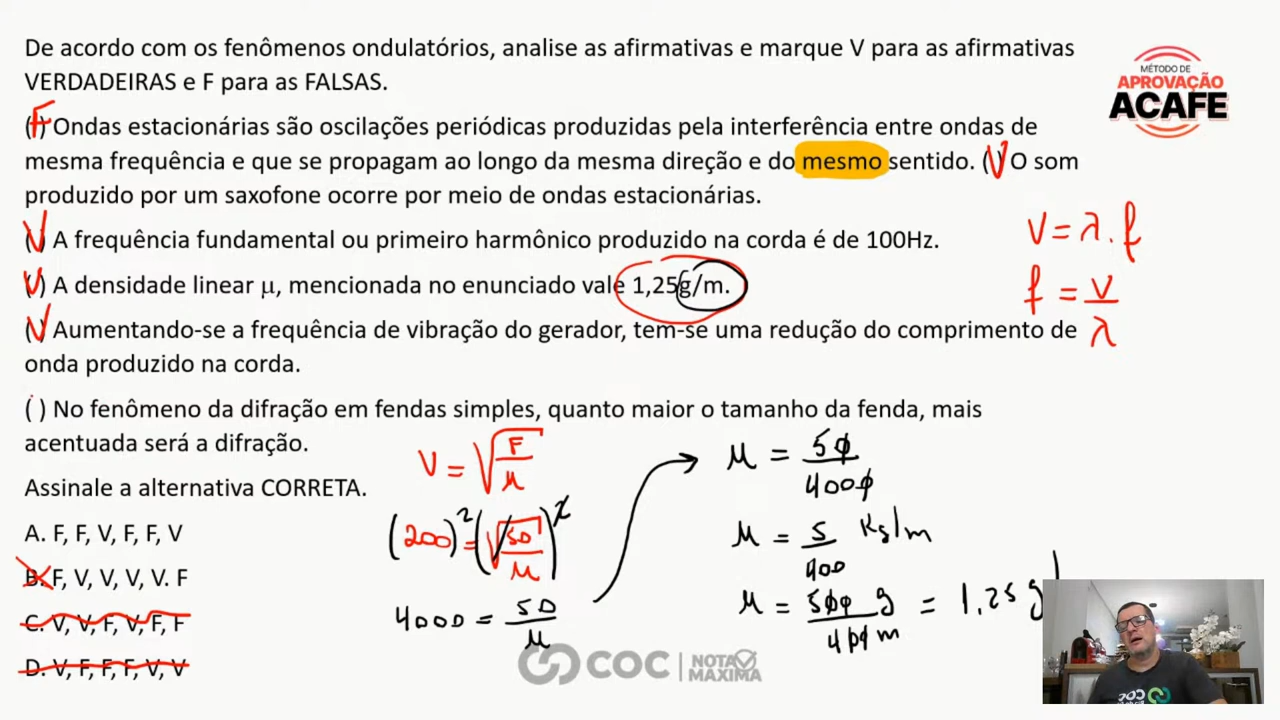 De acordo com os fenômenos ondulatórios, analise as afirmativas e marque V para as afirmativas
VERDADEIRAS e F para as FALSAS.
MÉTODO DE
APROVAÇÃO
ACAFE
(F) Ondas estacionárias são oscilações periódicas produzidas pela interferência entre ondas de
mesma frequência e que se propagam ao longo da mesma direção e do mesmo sentido. (V) O som
produzido por um saxofone ocorre por meio de ondas estacionárias.
(V) A frequência fundamental ou primeiro harmônico produzido na corda é de 100Hz.
(V) A densidade linear μ, mencionada no enunciado vale 1,25g/m.
(V) Aumentando-se a frequência de vibração do gerador, tem-se uma redução do comprimento de
onda produzido na corda.
V = λ . f
f = V / λ
( ) No fenômeno da difração em fendas simples, quanto maior o tamanho da fenda, mais
acentuada será a difração.
Assinale a alternativa CORRETA.
A. F, F, V, F, F, V
B. F, V, V, V, V. F
C. V, V, F, V, F, F
D. V, F, F, F, V, V
V = √(F / μ)
(200)² = (√(50 / μ))²
4000 = 50 / μ
μ = 50 / 4000
μ = 5 / 400 Kg/m
μ = 500 g / 400 m = 1,25 g/
COC NOTA MÁXIMA
COC